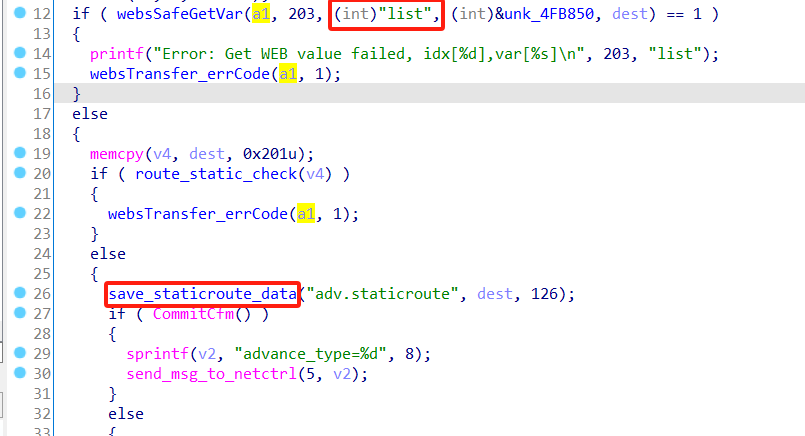 12 if ( websSafeGetVar(a1, 203, (int)"list", (int)&unk_4FB850, dest) == 1 )
13 {
14 printf("Error: Get WEB value failed, idx[%d],var[%s]\n", 203, "list");
15 websTransfer_errCode(a1, 1);
16 }
17 else
18 {
19 memcpy(v4, dest, 0x201u);
20 if ( route_static_check(v4) )
21 {
22 websTransfer_errCode(a1, 1);
23 }
24 else
25 {
26 save_staticroute_data("adv.staticroute", dest, 126);
27 if ( CommitCfm() )
28 {
29 sprintf(v2, "advance_type=%d", 8);
30 send_msg_to_netctrl(5, v2);
31 }
32 else
33 {